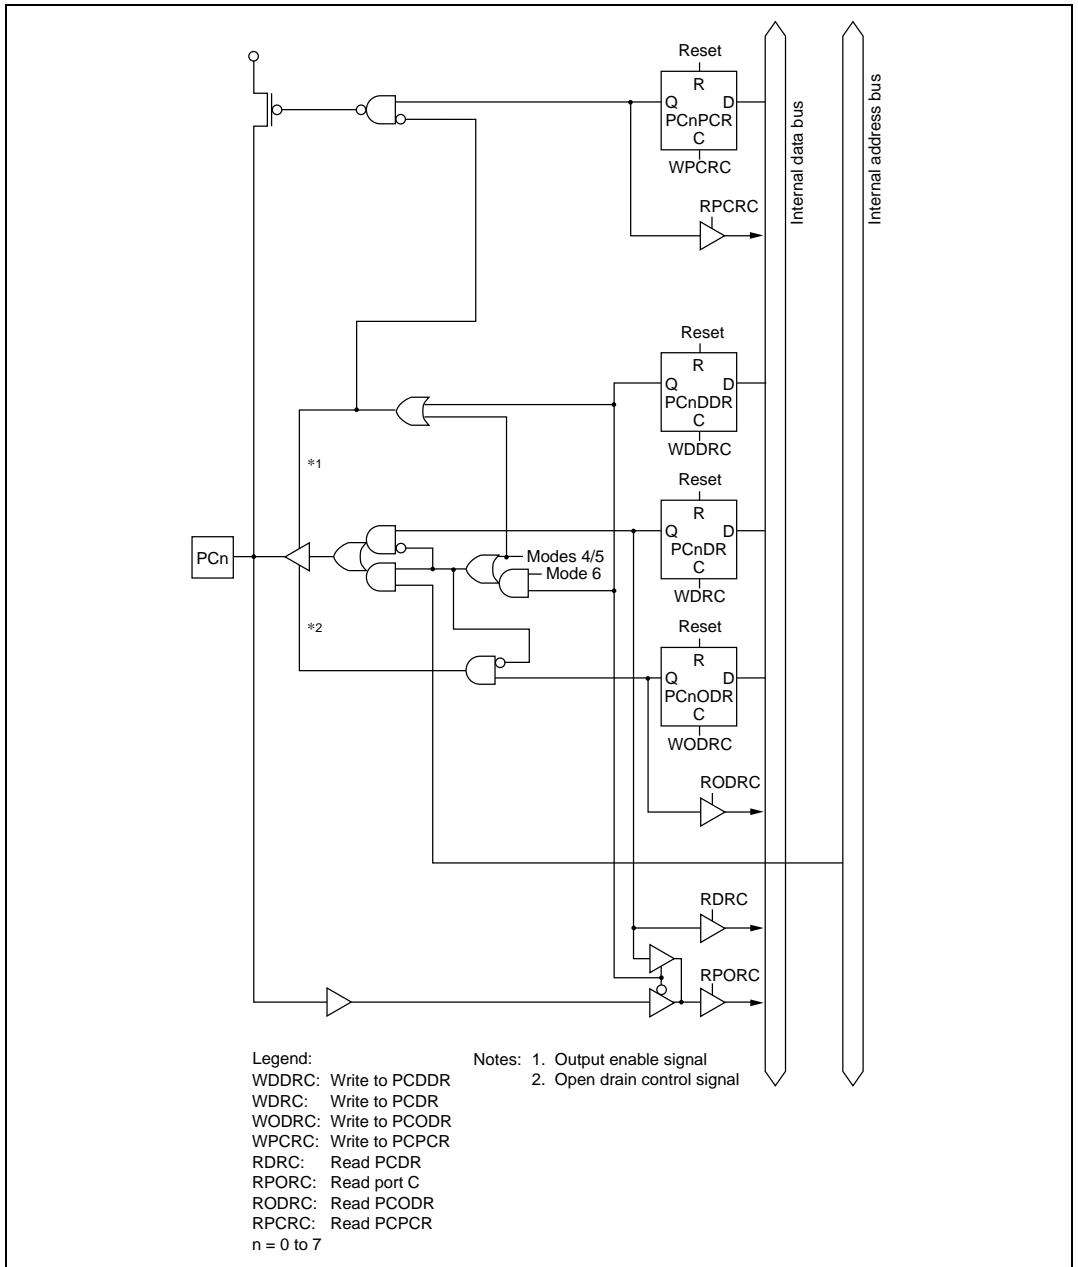 Reset
R
Q D
PCnPCR
C
WPCRC
RPCRC
Internal data bus
Internal address bus
Reset
R
Q D
PCnDDR
C
WDDRC
*1
Reset
R
Q D
PCnDR
C
WDRC
PCn
Modes 4/5
Mode 6
*2
Reset
R
Q D
PCnODR
C
WODRC
RODRC
RDRC
RPORC
Legend:
WDDRC: Write to PCDDR
WDRC: Write to PCDR
WODRC: Write to PCODR
WPCRC: Write to PCPCR
RDRC: Read PCDR
RPORC: Read port C
RODRC: Read PCODR
RPCRC: Read PCPCR
n = 0 to 7
Notes: 1. Output enable signal
2. Open drain control signal